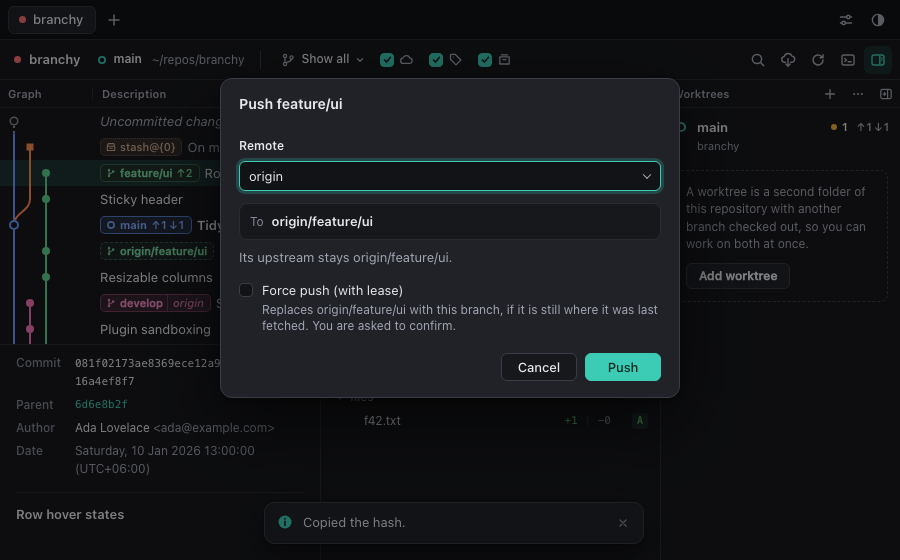 branchy
branchy main ~/repos/branchy Show all
Graph Description
Worktrees
Uncommitted chang
stash@{0} On m
feature/ui ↑2 Ro
Sticky header
main ↑1↓1 Tidy
origin/feature/ui
Resizable columns
develop origin S
Plugin sandboxing
Push feature/ui
Remote
origin
To origin/feature/ui
Its upstream stays origin/feature/ui.
Force push (with lease)
Replaces origin/feature/ui with this branch, if it is still where it was last
fetched. You are asked to confirm.
Cancel Push
main 1 ↑1↓1
branchy
A worktree is a second folder of
this repository with another
branch checked out, so you can
work on both at once.
Add worktree
Commit 081f02173ae8369ece12a9
16a4ef8f7
Parent 6d6e8b2f
Author Ada Lovelace <ada@example.com>
Date Saturday, 10 Jan 2026 13:00:00
(UTC+06:00)
Row hover states
f42.txt +1 −0 A
Copied the hash.